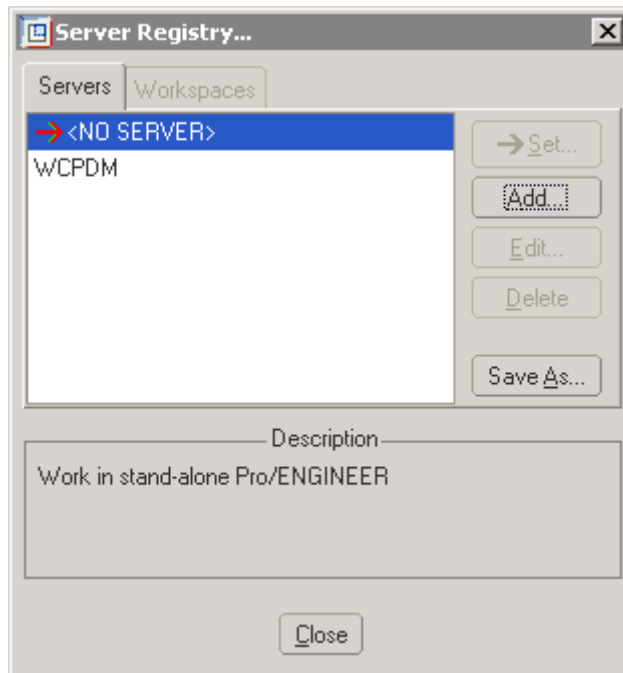 Server Registry...
Servers
Workspaces
<NO SERVER>
WCPDM
Set...
Add...
Edit...
Delete
Save As...
Description
Work in stand-alone Pro/ENGINEER
Close